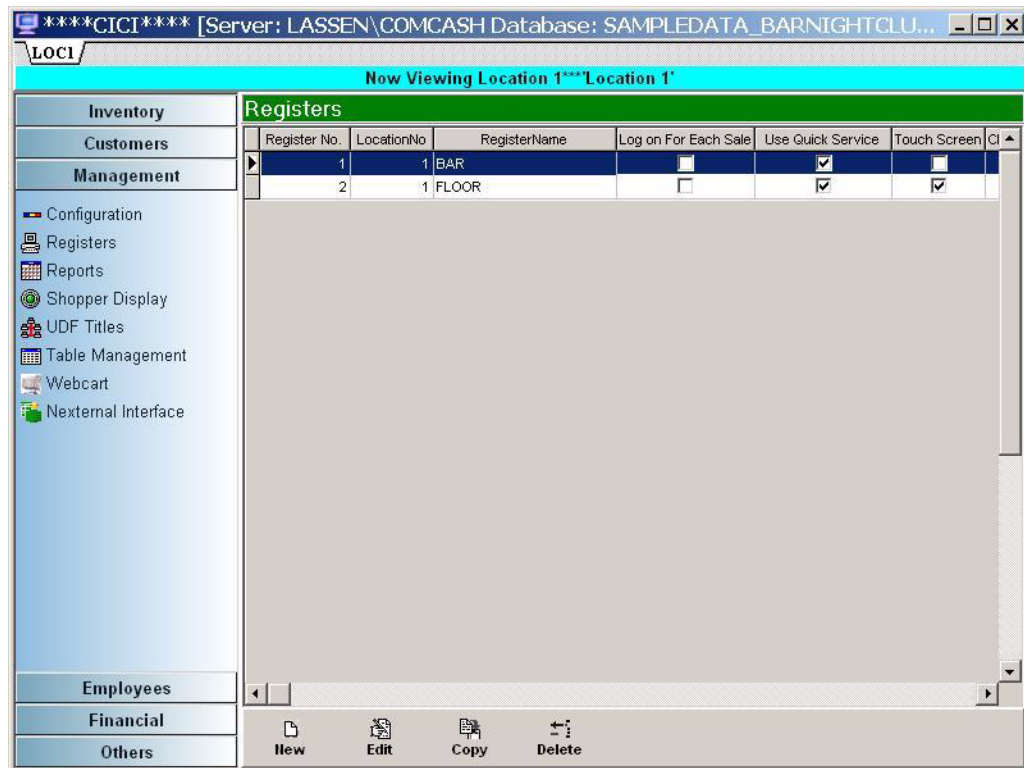 ****CICI**** [Server: LASSEN\COMCASH Database: SAMPLEDATA_BARNIGHTCLU...
LOC1
Now Viewing Location 1***'Location 1'
Inventory
Customers
Management
Configuration
Registers
Reports
Shopper Display
UDF Titles
Table Management
Webcart
Nexternal Interface
Employees
Financial
Others
Registers
Register No. LocationNo RegisterName Log on For Each Sale Use Quick Service Touch Screen Cl
1 1 BAR
2 1 FLOOR
New Edit Copy Delete